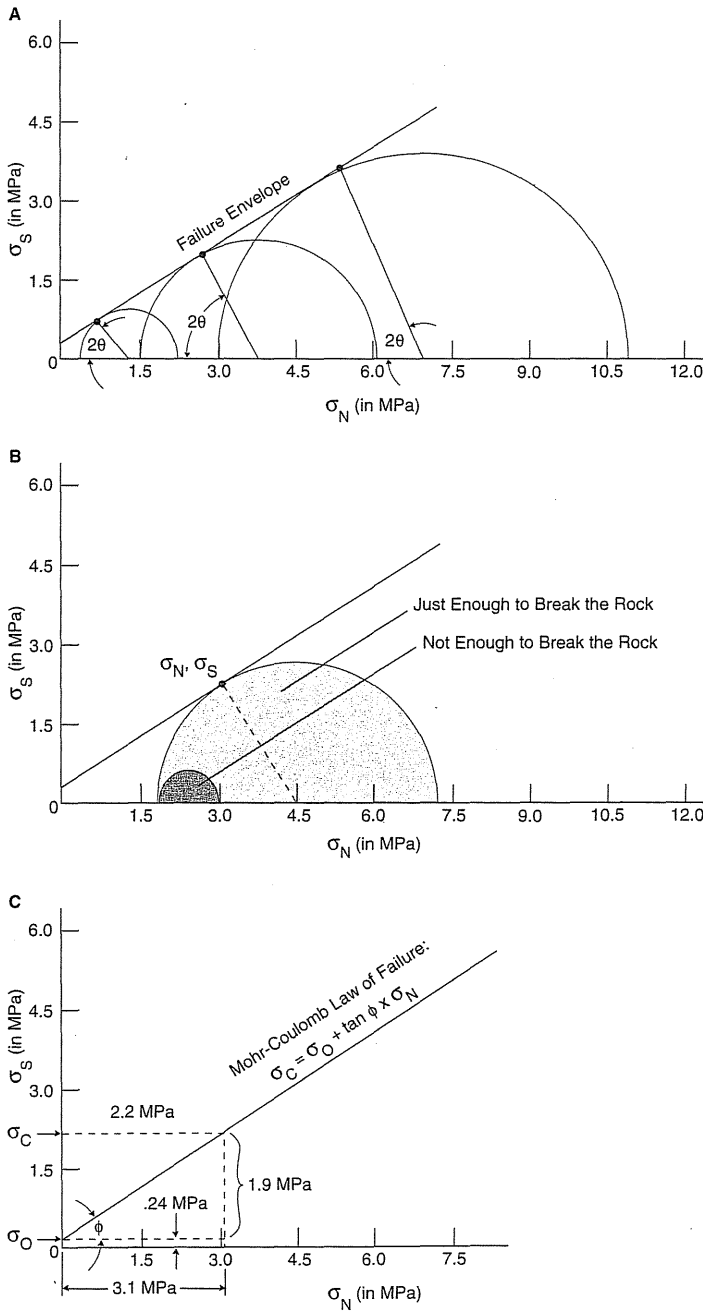 A
6.0
4.5
3.0
1.5
0
σS (in MPa)
Failure Envelope
2θ
2θ
2θ
1.5 3.0 4.5 6.0 7.5 9.0 10.5 12.0
σN (in MPa)
B
6.0
4.5
3.0
1.5
0
σS (in MPa)
Just Enough to Break the Rock
Not Enough to Break the Rock
σN, σS
1.5 3.0 4.5 6.0 7.5 9.0 10.5 12.0
σN (in MPa)
C
6.0
4.5
3.0
1.5
0
σS (in MPa)
Mohr-Coulomb Law of Failure:
σC = σO + tan ϕ x σN
2.2 MPa
σC
1.9 MPa
.24 MPa
ϕ
σO
1.5 3.0 4.5 6.0 7.5
3.1 MPa
σN (in MPa)